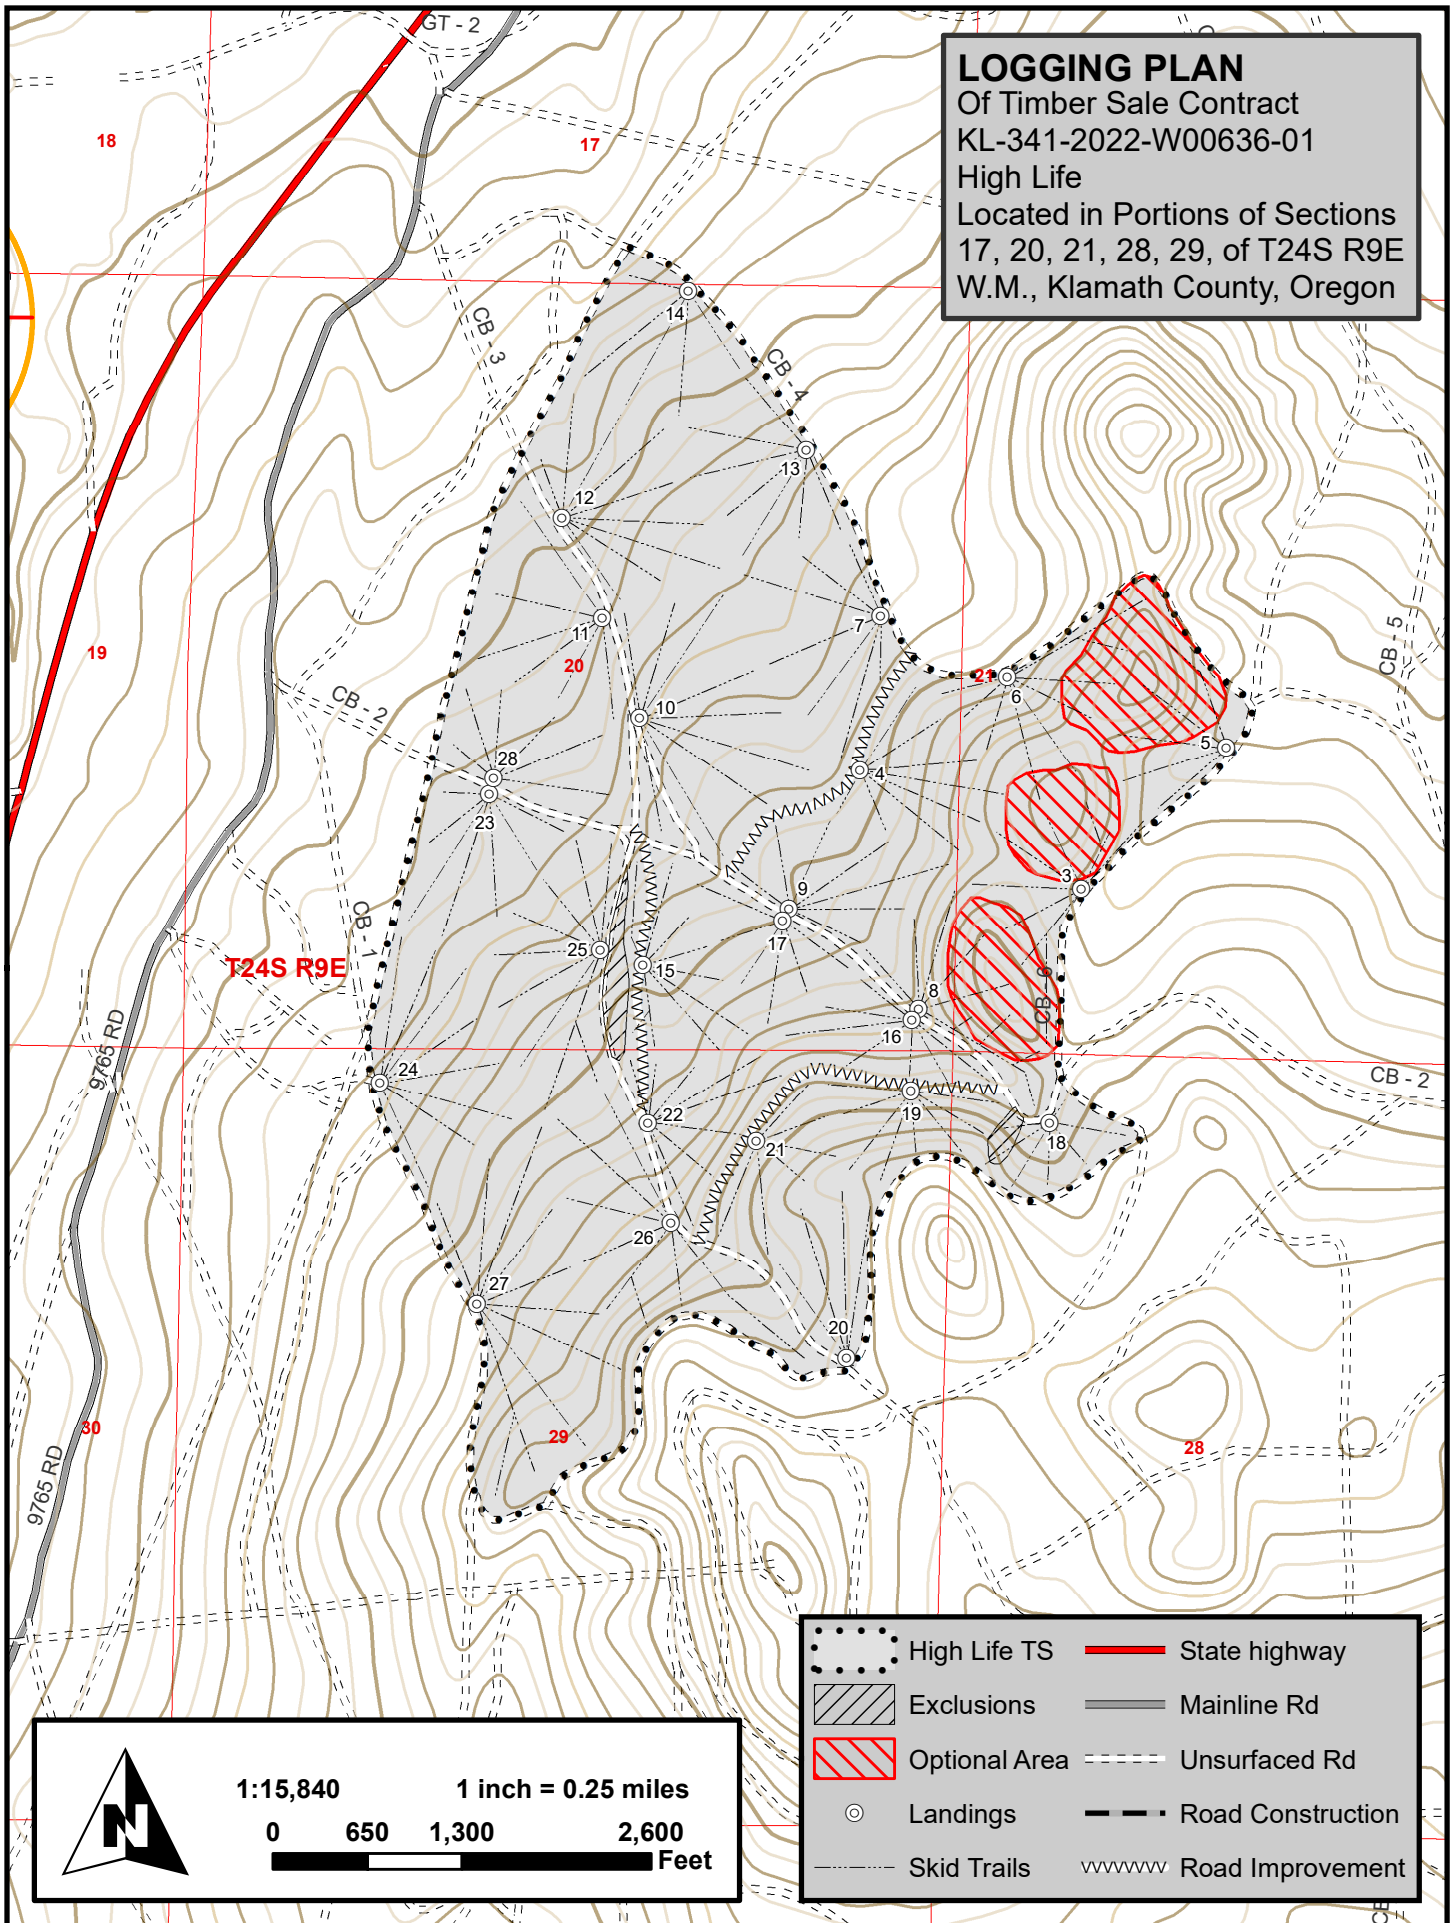 GT - 2
LOGGING PLAN
Of Timber Sale Contract
KL-341-2022-W00636-01
High Life
Located in Portions of Sections
17, 20, 21, 28, 29, of T24S R9E
W.M., Klamath County, Oregon
18
17
14
CB - 3
CB - 4
13
12
7
11
19
20
21
6
CB - 5
CB - 2
10
5
28
4
23
3
9
CB - 1
17
25
15
T24S R9E
CB - 6
8
16
9765 RD
24
CB - 2
19
22
18
21
26
27
20
30
29
28
9765 RD
High Life TS
State highway
Exclusions
Mainline Rd
Optional Area
Unsurfaced Rd
Landings
Road Construction
Skid Trails
Road Improvement
N
1:15,840
1 inch = 0.25 miles
0 650 1,300 2,600
Feet
CB